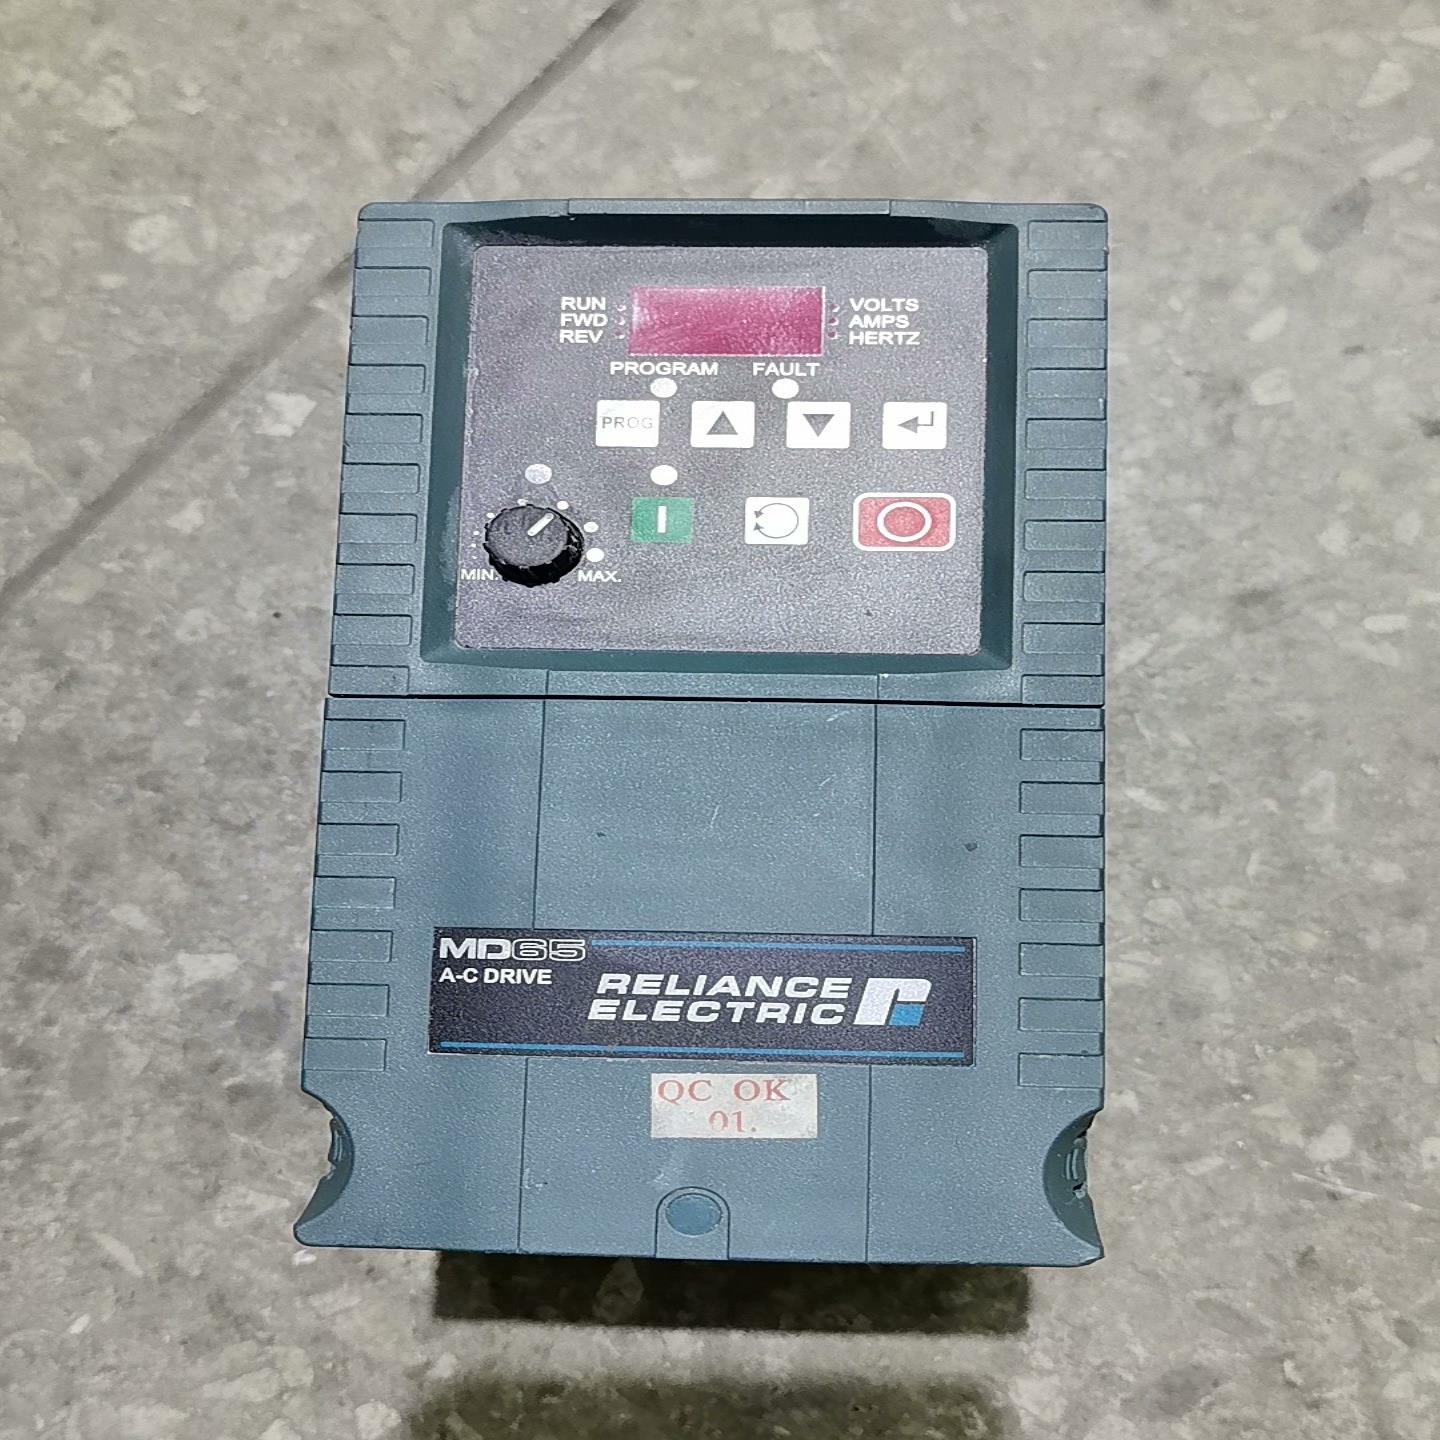 RUN
FWD
REV
VOLTS
AMPS
HERTZ
PROGRAM FAULT
PROG
MIN. MAX.
MD65
A-C DRIVE
RELIANCE
ELECTRIC
QC OK
01.